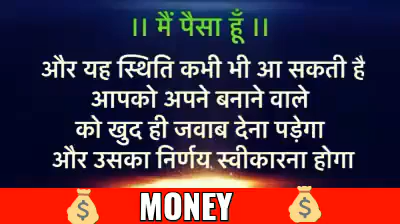 ।। मैं पैसा हूँ ।।
और यह स्थिति कभी भी आ सकती है
आपको अपने बनाने वाले
को खुद ही जवाब देना पड़ेगा
और उसका निर्णय स्वीकारना होगा
$ MONEY $